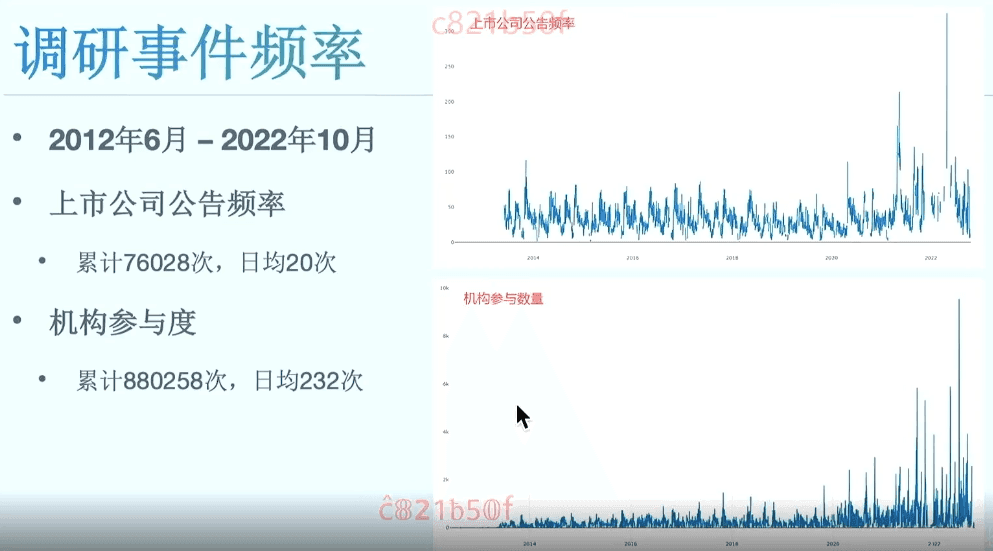 调研事件频率
• 2012年6月 – 2022年10月
• 上市公司公告频率
• 累计76028次，日均20次
• 机构参与度
• 累计880258次，日均232次
c821b50f
上市公司公告频率
300
250
200
150
100
50
0
2014 2016 2018 2020 2022
机构参与数量
10k
8k
6k
4k
2k
0
2014 2016 2018 2020 2022
c821b50f